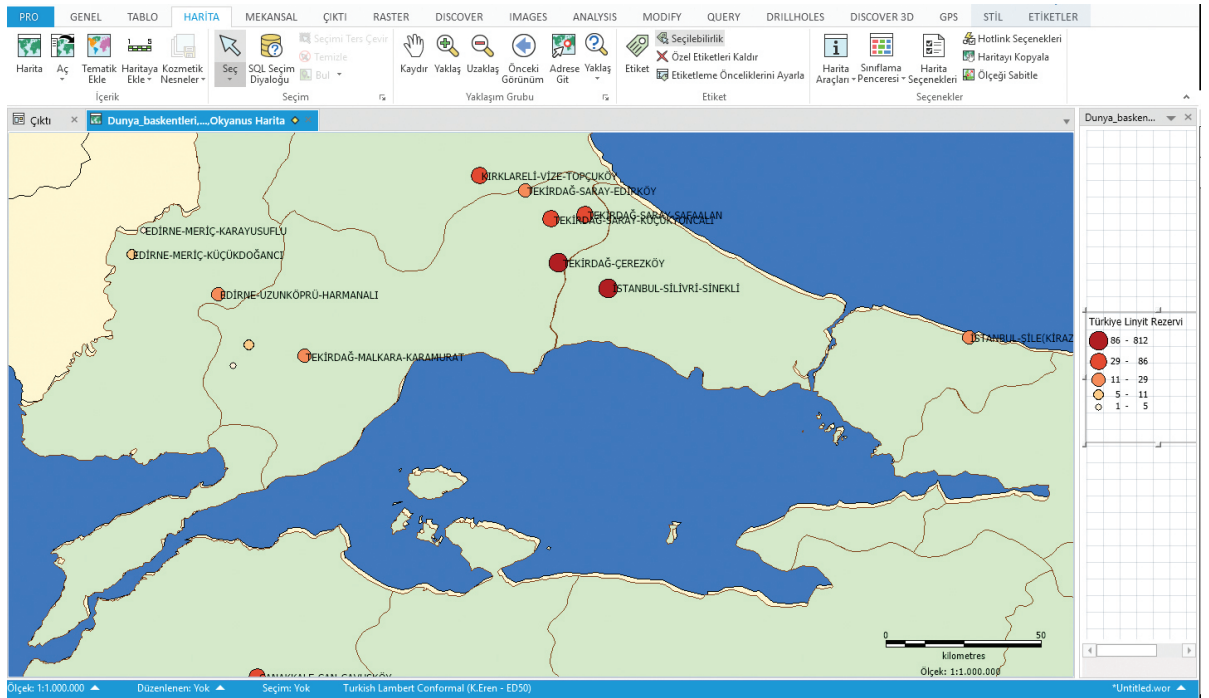 PRO GENEL TABLO HARİTA MEKANSAL ÇIKTI RASTER DISCOVER IMAGES ANALYSIS MODIFY QUERY DRILLHOLES DISCOVER 3D GPS STİL ETİKETLER
Harita
Aç
Tematik Ekle
Haritaya Ekle
Kozmetik Nesneler
İçerik
Seç
SQL Seçim Diyaloğu
Seçimi Ters Çevir
Temizle
Bul
Seçim
Kaydır
Yaklaş
Uzaklaş
Önceki Görünüm
Adrese Git
Yaklaş
Yaklaşım Grubu
Etiket
Seçilebilirlik
Özel Etiketleri Kaldır
Etiketleme Önceliklerini Ayarla
Etiket
Harita Araçları
Sınıflama Penceresi
Harita Seçenekleri
Hotlink Seçenekleri
Haritayı Kopyala
Ölçeği Sabitle
Seçenekler
Çıktı
Dunya_baskentleri,...,Okyanus Harita
Dunya_basken...
KIRKLARELİ-VİZE-TOPÇUKÖY
TEKİRDAĞ-SARAY-EDİRKÖY
TEKİRDAĞ-SARAY-SAFAALAN
TEKİRDAĞ-SARAY-KÜÇÜKYONCALI
EDİRNE-MERİÇ-KARAYUSUFLU
EDİRNE-MERİÇ-KÜÇÜKDOĞANCI
TEKİRDAĞ-ÇEREZKÖY
İSTANBUL-SİLİVRİ-SİNEKLİ
EDİRNE-UZUNKÖPRÜ-HARMANALI
İSTANBUL-ŞİLE(KİRAZ
TEKİRDAĞ-MALKARA-KARAMURAT
Türkiye Linyit Rezervi
86 - 812
29 - 86
11 - 29
5 - 11
1 - 5
0 50
kilometres
Ölçek: 1:1.000.000
Ölçek: 1:1.000.000
Düzenlenen: Yok
Seçim: Yok
Turkish Lambert Conformal (K.Eren - ED50)
*Untitled.wor